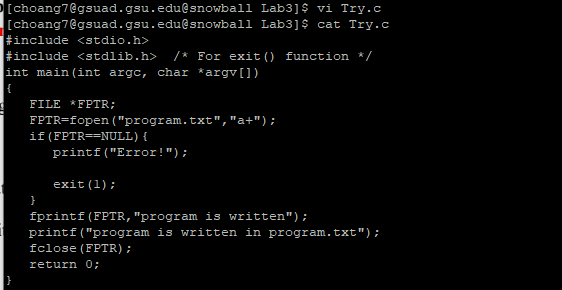 [choang7@gsuad.gsu.edu@snowball Lab3]$ vi Try.c
[choang7@gsuad.gsu.edu@snowball Lab3]$ cat Try.c
#include <stdio.h>
#include <stdlib.h>  /* For exit() function */
int main(int argc, char *argv[])
{
   FILE *FPTR;
   FPTR=fopen("program.txt","a+");
   if(FPTR==NULL){
      printf("Error!");

      exit(1);
   }
   fprintf(FPTR,"program is written");
   printf("program is written in program.txt");
   fclose(FPTR);
   return 0;
}